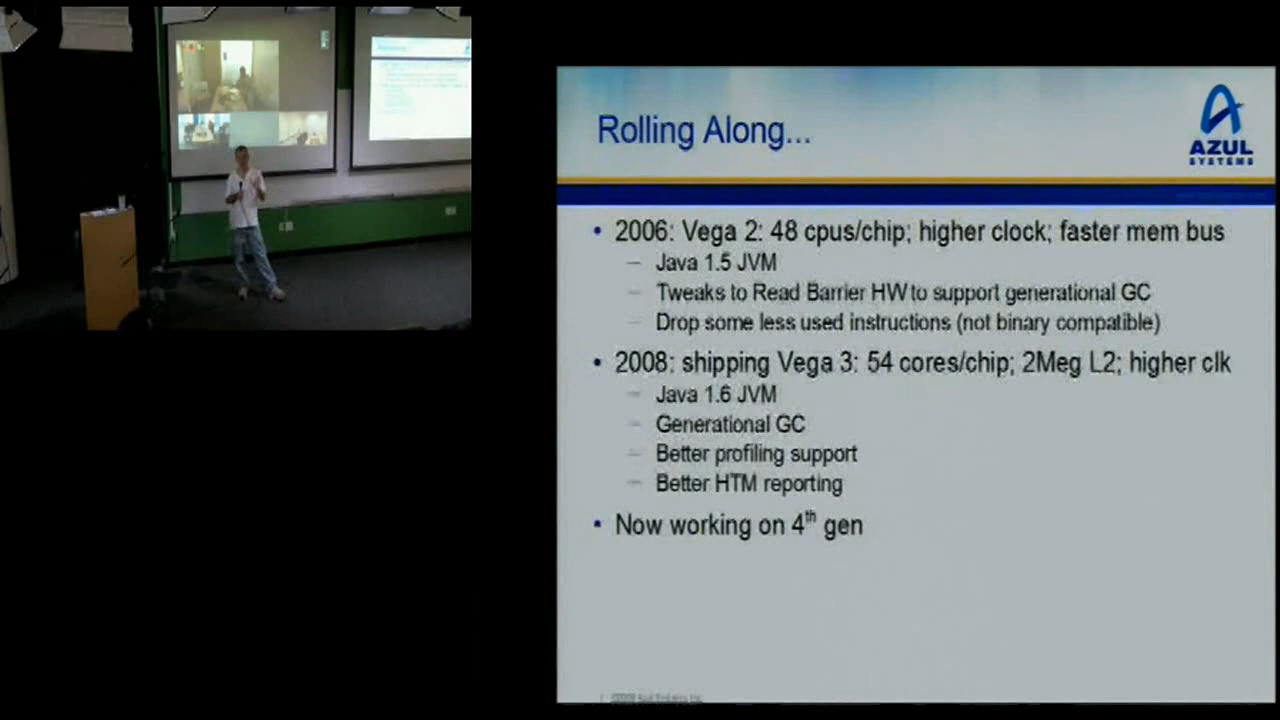 Rolling Along...
AZUL
SYSTEMS
• 2006: Vega 2: 48 cpus/chip; higher clock; faster mem bus
– Java 1.5 JVM
– Tweaks to Read Barrier HW to support generational GC
– Drop some less used instructions (not binary compatible)
• 2008: shipping Vega 3: 54 cores/chip; 2Meg L2; higher clk
– Java 1.6 JVM
– Generational GC
– Better profiling support
– Better HTM reporting
• Now working on 4th gen